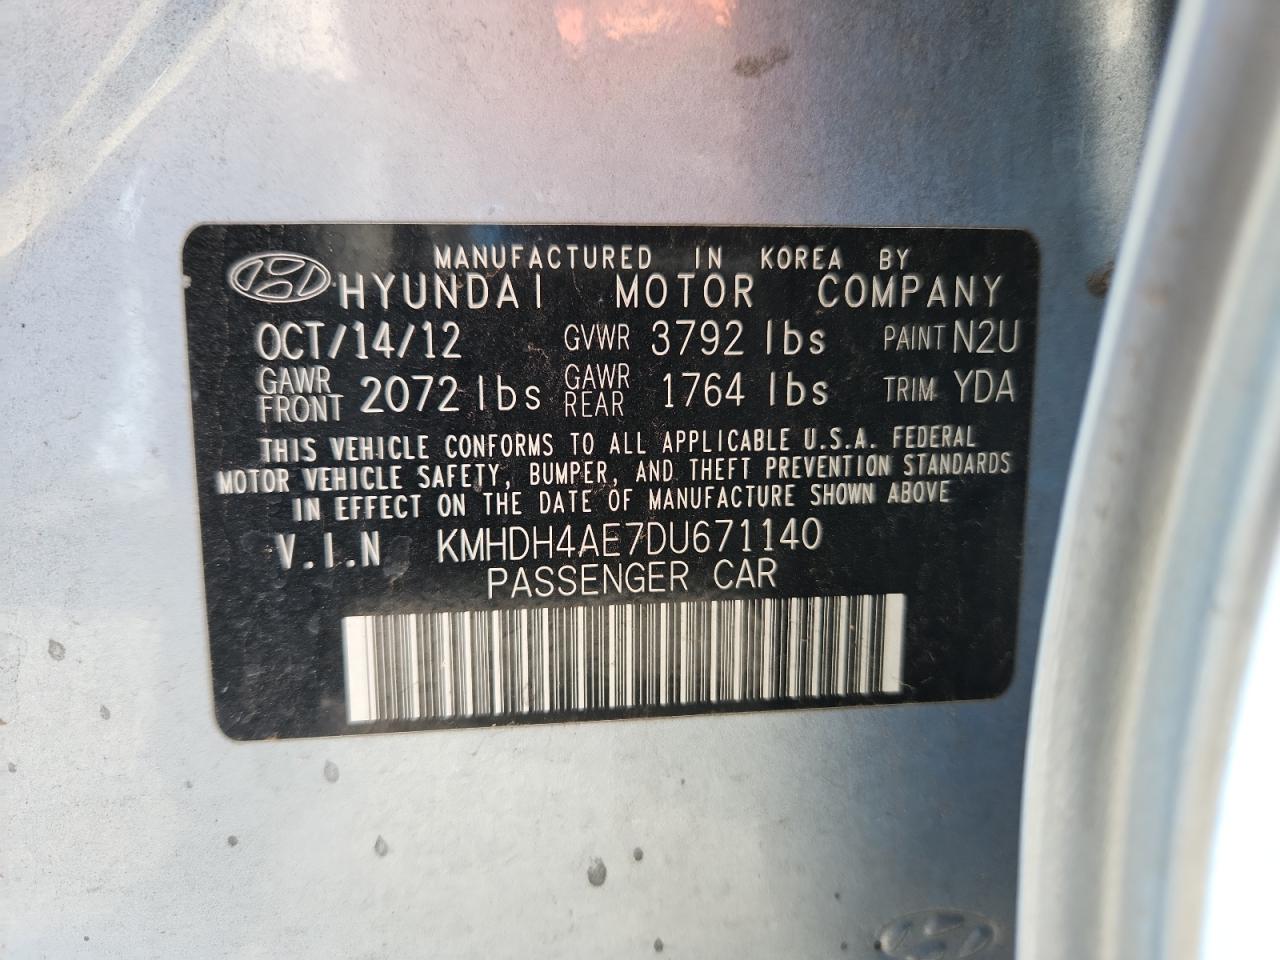 MANUFACTURED IN KOREA BY
HYUNDAI MOTOR COMPANY
OCT/14/12 GVWR 3792 lbs PAINT N2U
GAWR FRONT 2072 lbs GAWR REAR 1764 lbs TRIM YDA
THIS VEHICLE CONFORMS TO ALL APPLICABLE U.S.A. FEDERAL
MOTOR VEHICLE SAFETY, BUMPER, AND THEFT PREVENTION STANDARDS
IN EFFECT ON THE DATE OF MANUFACTURE SHOWN ABOVE
V.I.N KMHDH4AE7DU671140
PASSENGER CAR